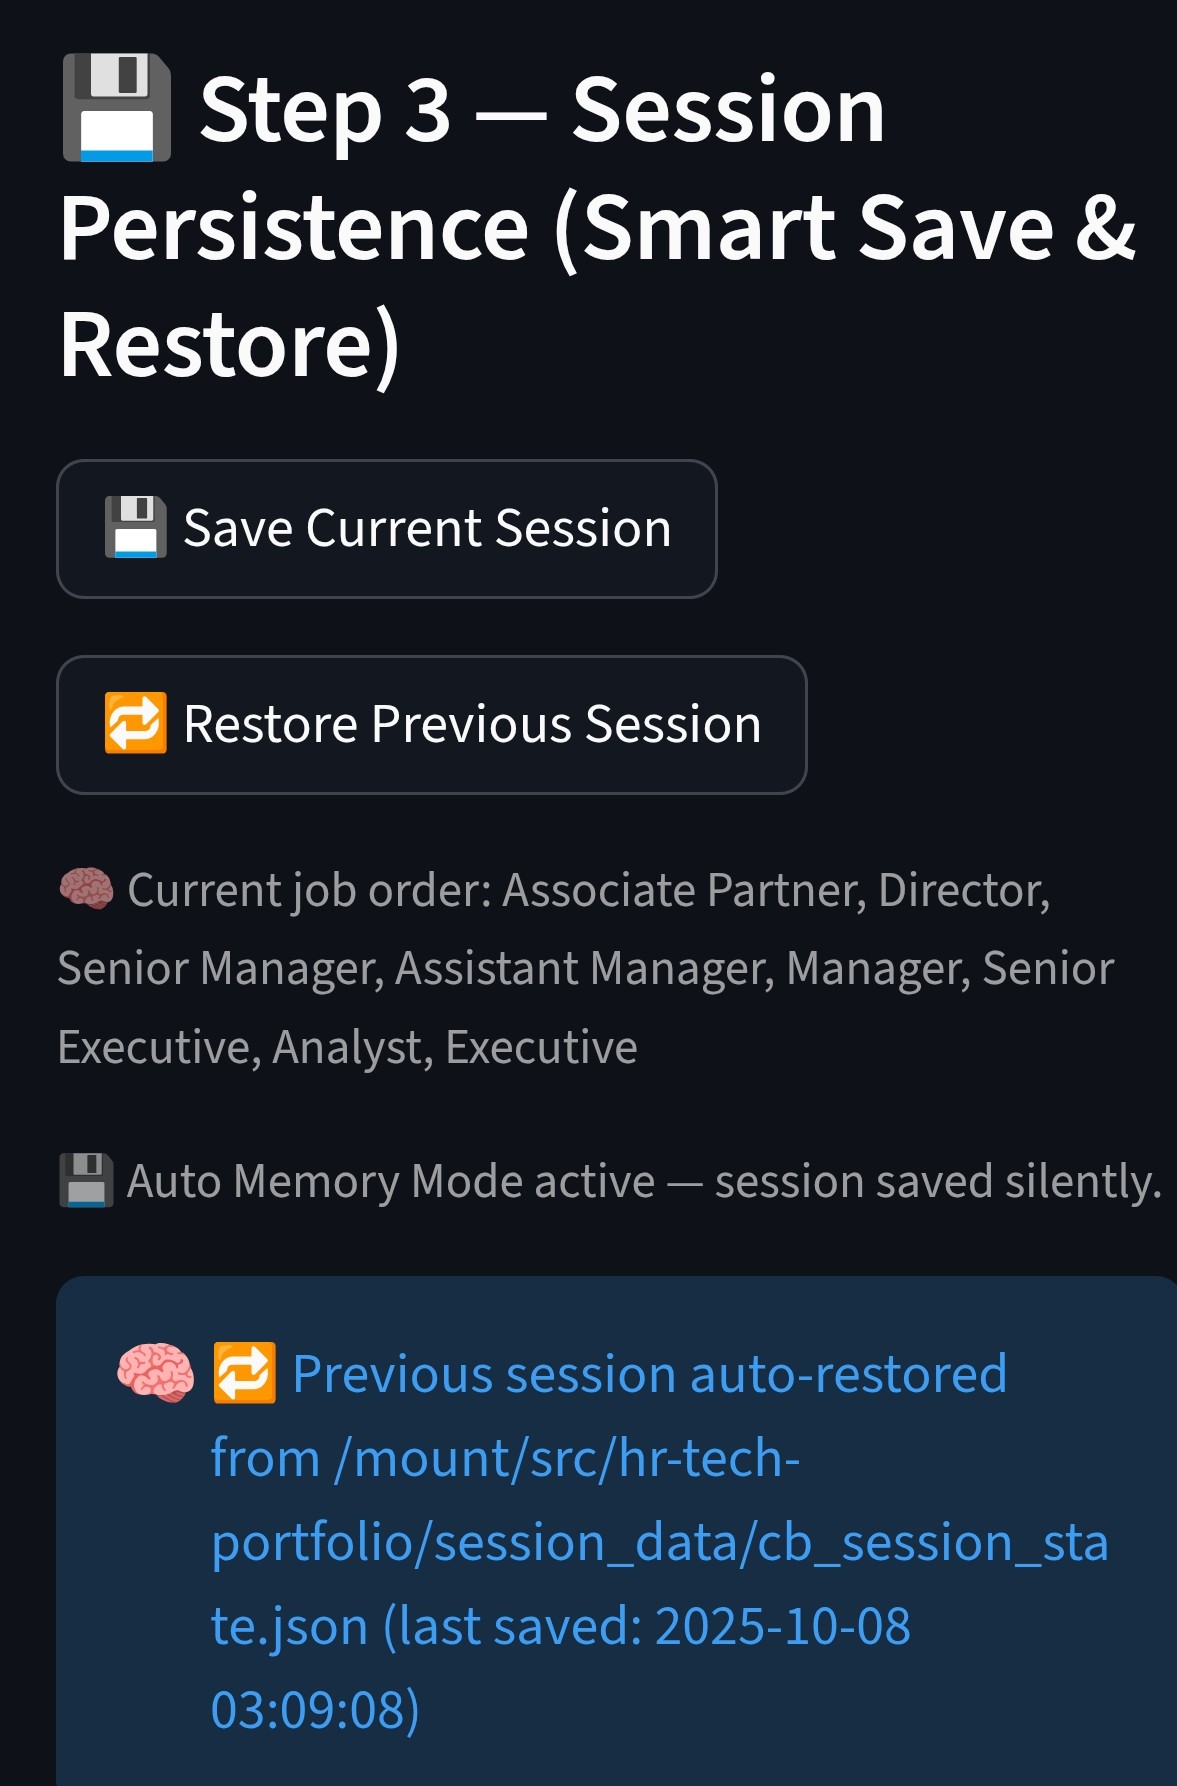 💾 Step 3 — Session
Persistence (Smart Save &
Restore)
💾 Save Current Session
🔁 Restore Previous Session
🧠 Current job order: Associate Partner, Director,
Senior Manager, Assistant Manager, Manager, Senior
Executive, Analyst, Executive
💾 Auto Memory Mode active — session saved silently.
🧠 🔁 Previous session auto-restored
from /mount/src/hr-tech-
portfolio/session_data/cb_session_sta
te.json (last saved: 2025-10-08
03:09:08)